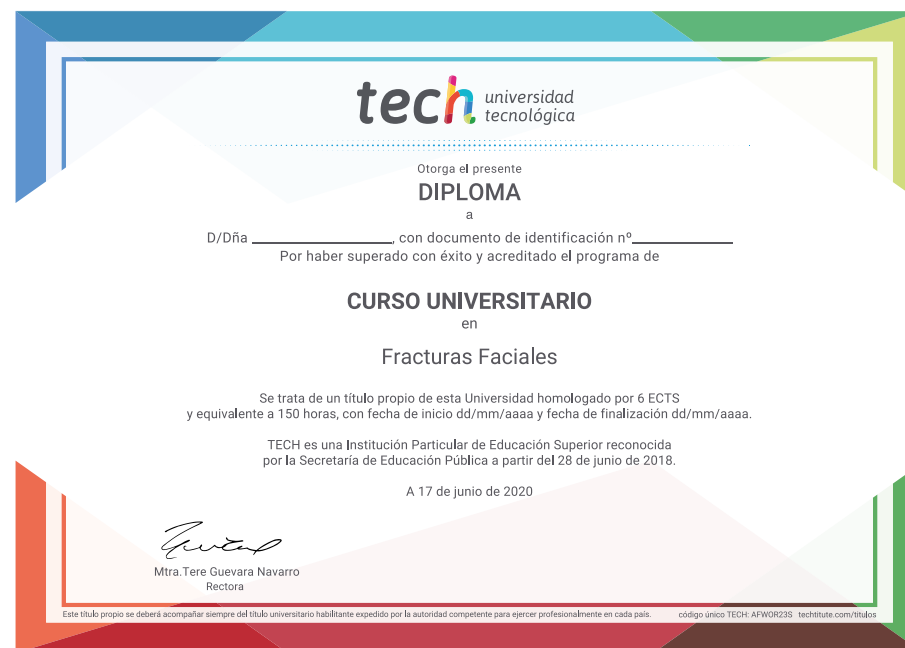 tech universidad
tecnológica
Otorga el presente
DIPLOMA
a
D/Dña ____________________, con documento de identificación nº______________
Por haber superado con éxito y acreditado el programa de
CURSO UNIVERSITARIO
en
Fracturas Faciales
Se trata de un título propio de esta Universidad homologado por 6 ECTS
y equivalente a 150 horas, con fecha de inicio dd/mm/aaaa y fecha de finalización dd/mm/aaaa.
TECH es una Institución Particular de Educación Superior reconocida
por la Secretaría de Educación Pública a partir del 28 de junio de 2018.
A 17 de junio de 2020
Mtra.Tere Guevara Navarro
Rectora
Este título propio se deberá acompañar siempre del título universitario habilitante expedido por la autoridad competente para ejercer profesionalmente en cada país. código único TECH: AFWOR23S techtitute.com/titulos